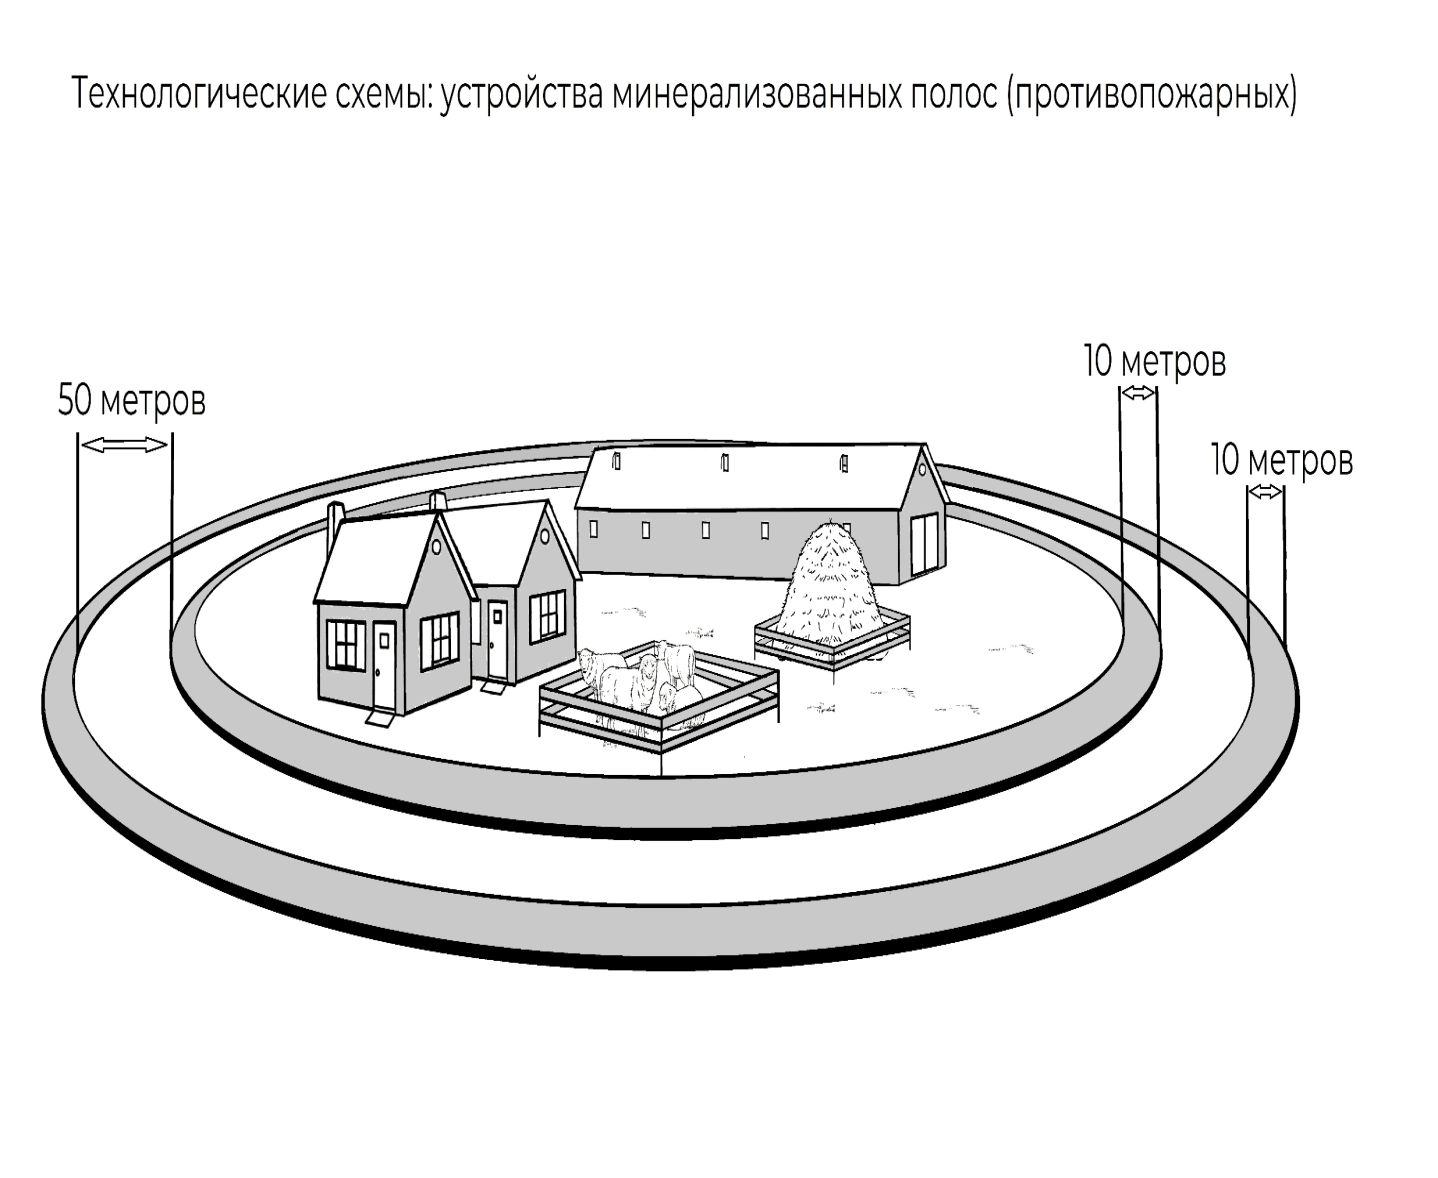 Технологические схемы: устройства минерализованных полос (противопожарных)
10 метров
50 метров
10 метров